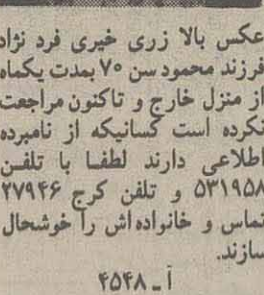 عکس بالا زری خیری فرد نژاد
فرزند محمود سن ۷۰ بمدت یکماه
از منزل خارج و تاکنون مراجعت
نکرده است کسانیکه از نامبرده
اطلاعی دارند لطفا با تلفن
۵۳۱۹۵۸ و تلفن کرج ۲۷۹۴۶
تماس و خانواده اش را خوشحال
سازند.
آ ـ ۴۵۴۸